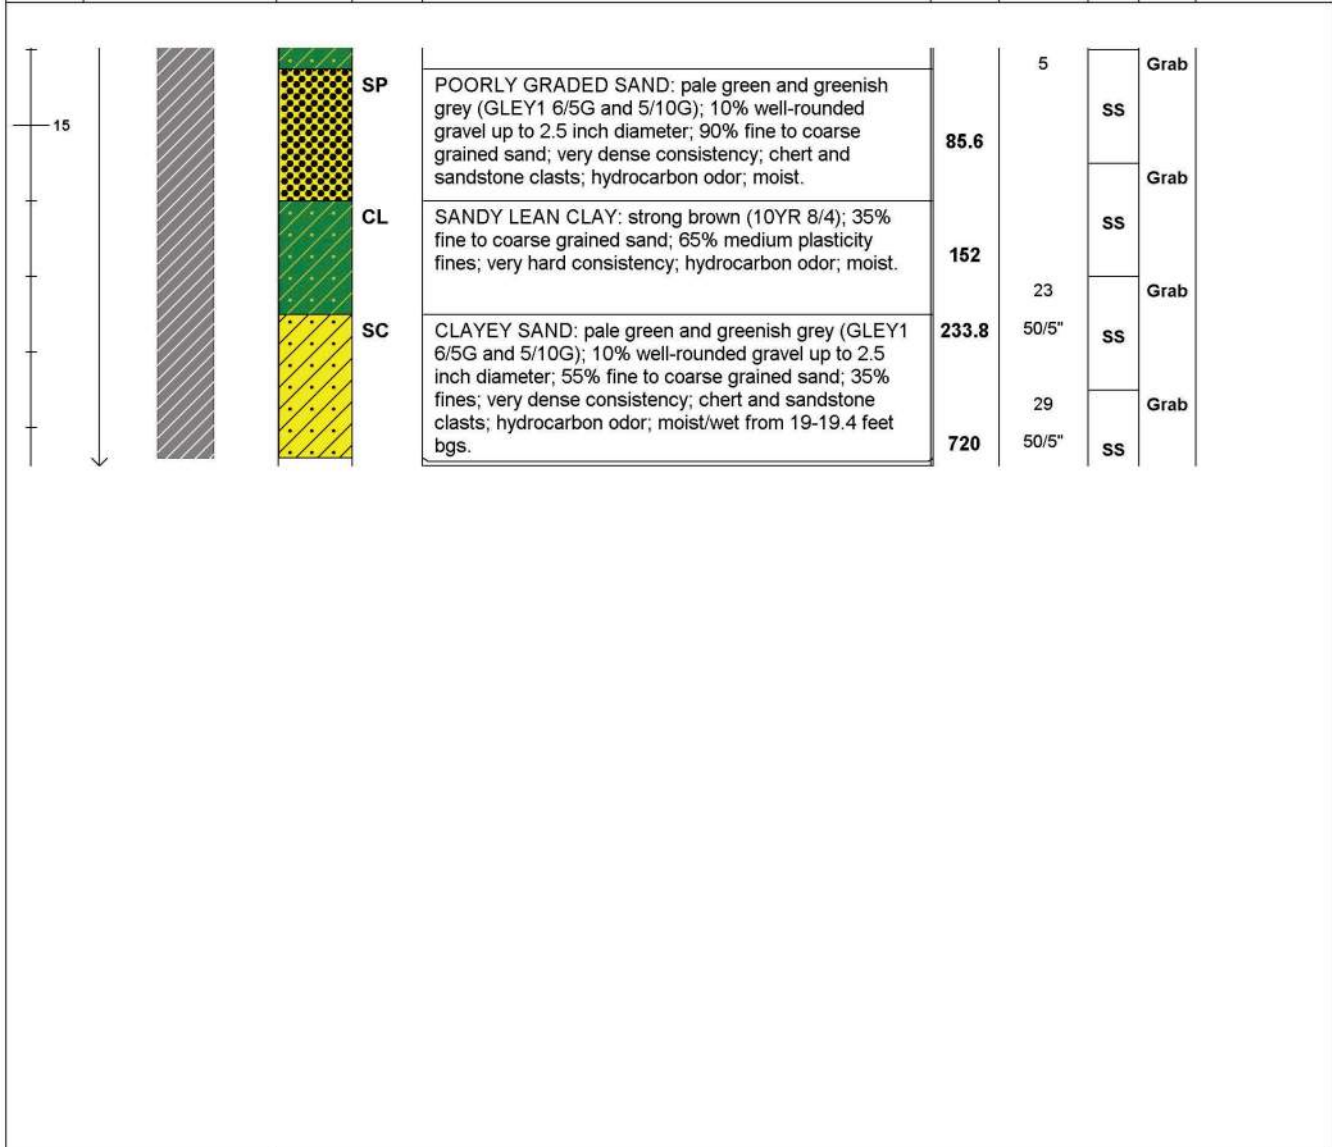 5 Grab
SP POORLY GRADED SAND: pale green and greenish
grey (GLEY1 6/5G and 5/10G); 10% well-rounded
SS
15 gravel up to 2.5 inch diameter; 90% fine to coarse
85.6
grained sand; very dense consistency; chert and
sandstone clasts; hydrocarbon odor; moist.
Grab
CL SANDY LEAN CLAY: strong brown (10YR 8/4); 35%
SS
fine to coarse grained sand; 65% medium plasticity
152
fines; very hard consistency; hydrocarbon odor; moist.
23 Grab
SC CLAYEY SAND: pale green and greenish grey (GLEY1 233.8 50/5"
SS
6/5G and 5/10G); 10% well-rounded gravel up to 2.5
inch diameter; 55% fine to coarse grained sand; 35%
fines; very dense consistency; chert and sandstone 29 Grab
clasts; hydrocarbon odor; moist/wet from 19-19.4 feet
bgs. 720 50/5"
SS